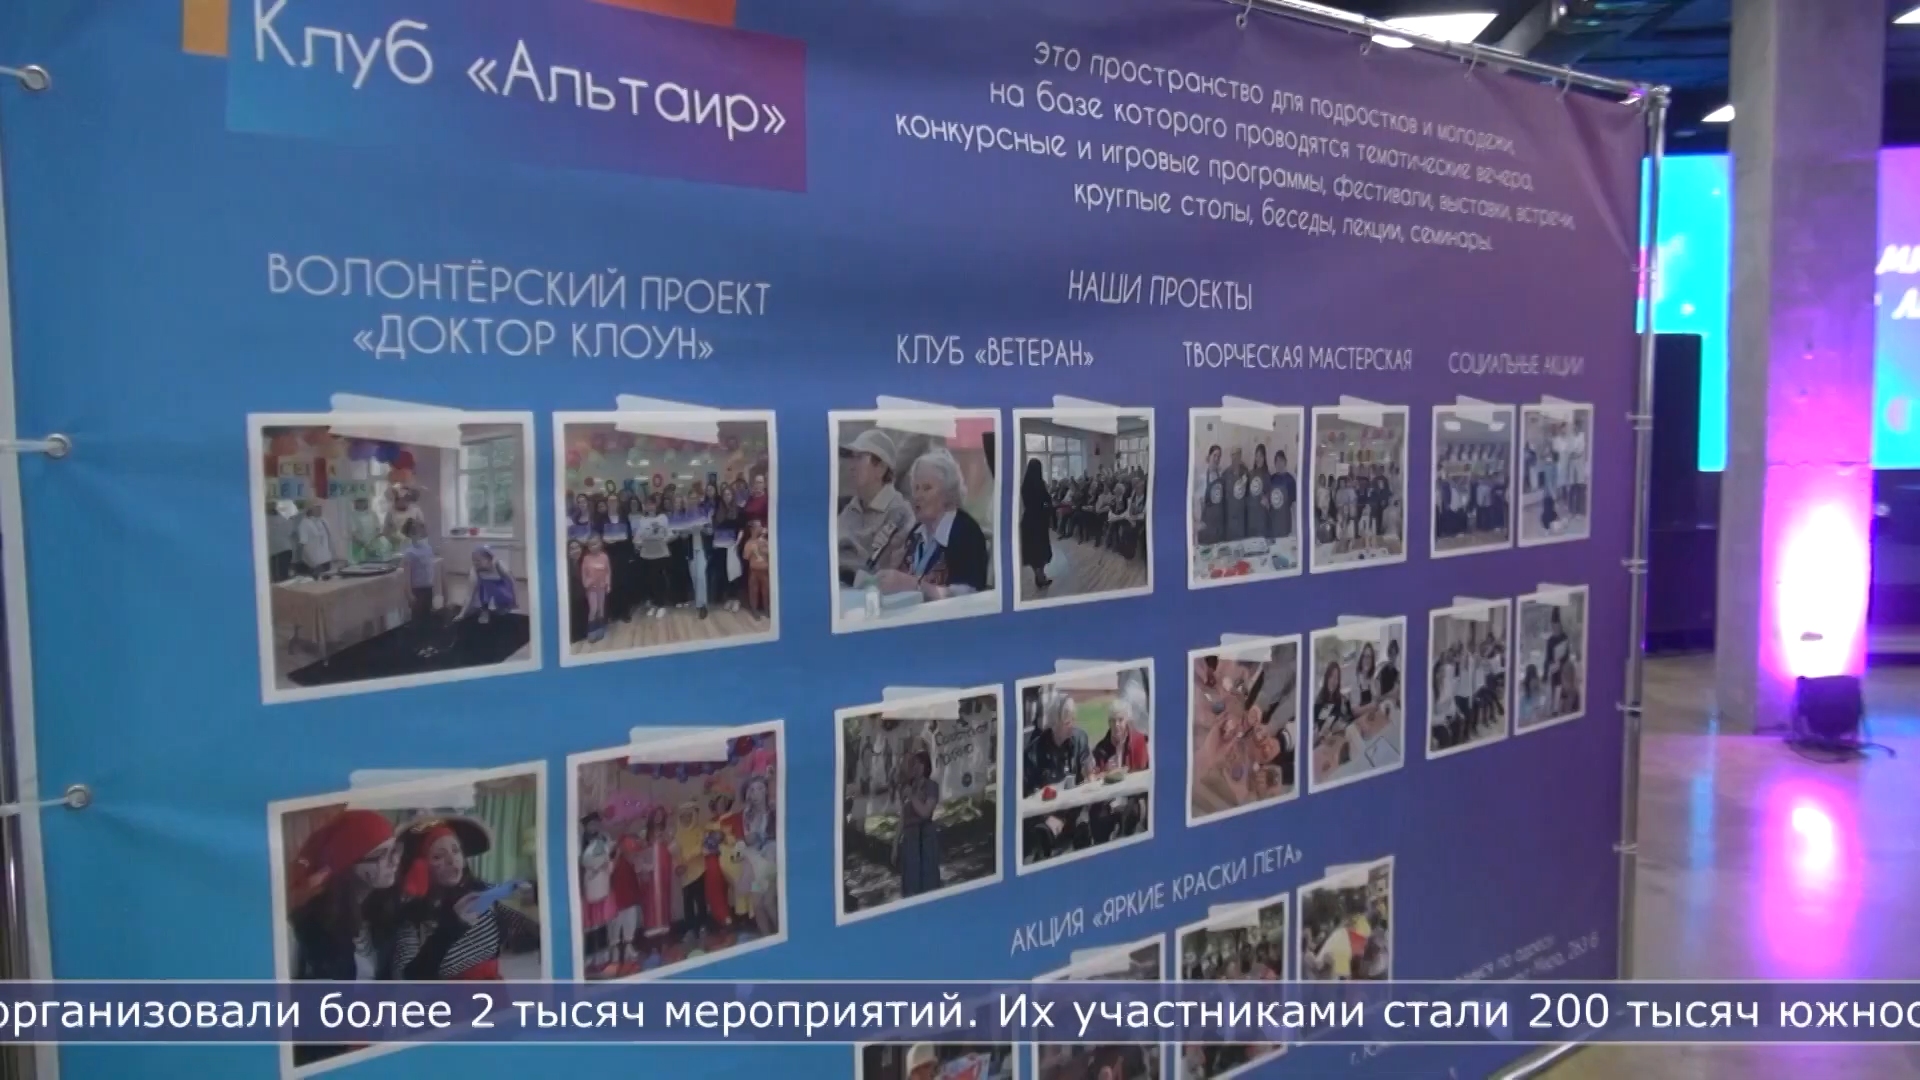 Клуб «Альтаир»
это пространство для подростков и молодежи,
на базе которого проводятся тематические вечера,
конкурсные и игровые программы, фестивали, выставки, встречи,
круглые столы, беседы, лекции, семинары.
ВОЛОНТЁРСКИЙ ПРОЕКТ
«ДОКТОР КЛОУН»
НАШИ ПРОЕКТЫ
КЛУБ «ВЕТЕРАН»
ТВОРЧЕСКАЯ МАСТЕРСКАЯ
СОЦИАЛЬНЫЕ АКЦИИ
АКЦИЯ «ЯРКИЕ КРАСКИ ЛЕТА»
по адресу:
организовали более 2 тысяч мероприятий. Их участниками стали 200 тысяч южнос